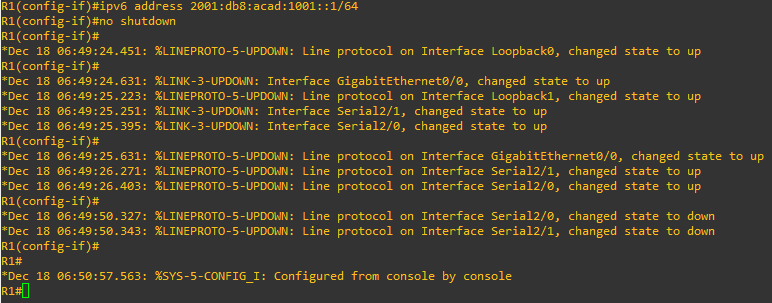 R1(config-if)#ipv6 address 2001:db8:acad:1001::1/64
R1(config-if)#no shutdown
R1(config-if)#
*Dec 18 06:49:24.451: %LINEPROTO-5-UPDOWN: Line protocol on Interface Loopback0, changed state to up
R1(config-if)#
*Dec 18 06:49:24.631: %LINK-3-UPDOWN: Interface GigabitEthernet0/0, changed state to up
*Dec 18 06:49:25.223: %LINEPROTO-5-UPDOWN: Line protocol on Interface Loopback1, changed state to up
*Dec 18 06:49:25.251: %LINK-3-UPDOWN: Interface Serial2/1, changed state to up
*Dec 18 06:49:25.395: %LINK-3-UPDOWN: Interface Serial2/0, changed state to up
R1(config-if)#
*Dec 18 06:49:25.631: %LINEPROTO-5-UPDOWN: Line protocol on Interface GigabitEthernet0/0, changed state to up
*Dec 18 06:49:26.271: %LINEPROTO-5-UPDOWN: Line protocol on Interface Serial2/1, changed state to up
*Dec 18 06:49:26.403: %LINEPROTO-5-UPDOWN: Line protocol on Interface Serial2/0, changed state to up
R1(config-if)#
*Dec 18 06:49:50.327: %LINEPROTO-5-UPDOWN: Line protocol on Interface Serial2/0, changed state to down
*Dec 18 06:49:50.343: %LINEPROTO-5-UPDOWN: Line protocol on Interface Serial2/1, changed state to down
R1(config-if)#
R1#
*Dec 18 06:50:57.563: %SYS-5-CONFIG_I: Configured from console by console
R1#